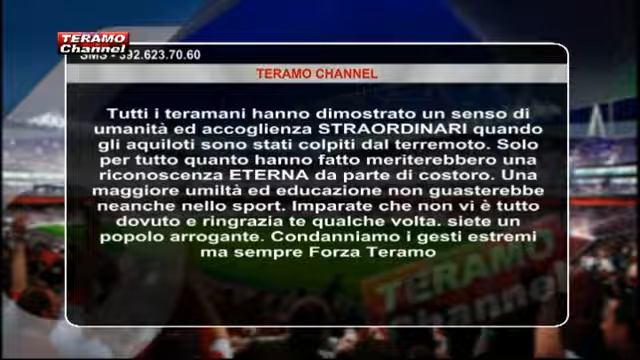 TERAMO
Channel
SMS - 392.623.70.60
TERAMO CHANNEL
Tutti i teramani hanno dimostrato un senso di
umanità ed accoglienza STRAORDINARI quando
gli aquiloti sono stati colpiti dal terremoto. Solo
per tutto quanto hanno fatto meriterebbero una
riconoscenza ETERNA da parte di costoro. Una
maggiore umiltà ed educazione non guasterebbe
neanche nello sport. Imparate che non vi è tutto
dovuto e ringrazia te qualche volta. siete un
popolo arrogante. Condanniamo i gesti estremi
ma sempre Forza Teramo
TERAMO
Channel